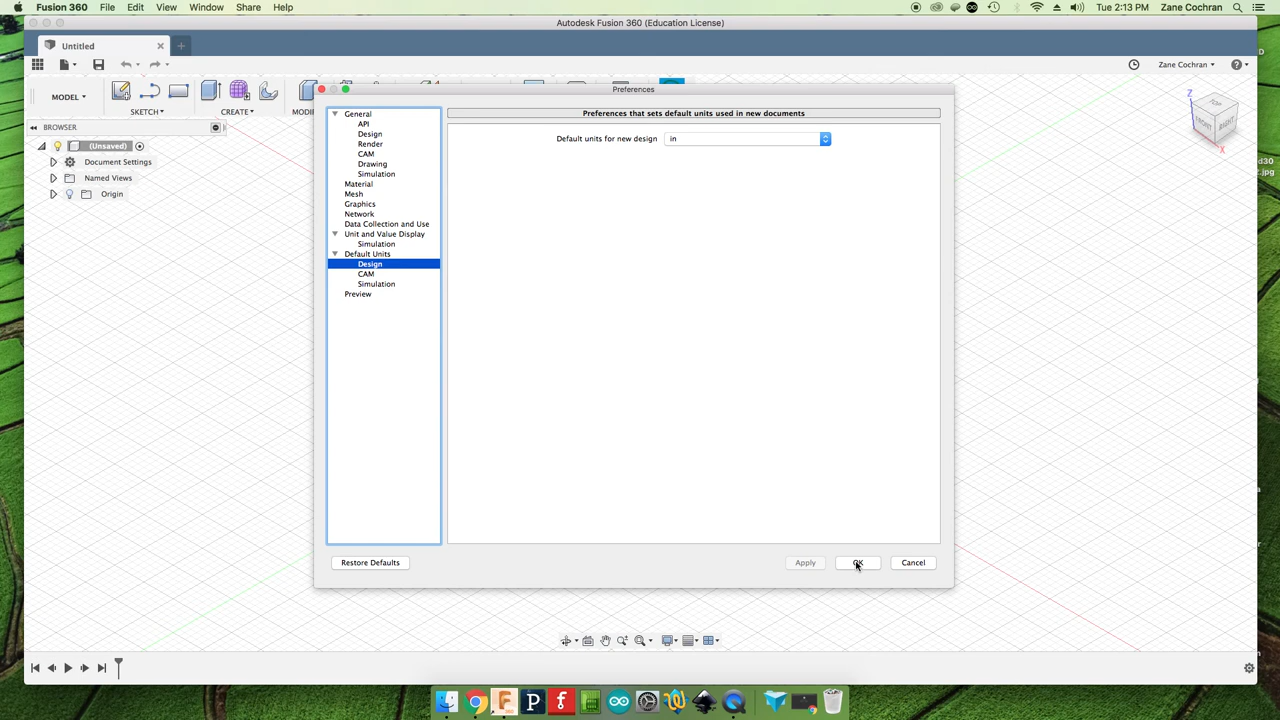 Fusion 360 File Edit View Window Share Help Tue 2:13 PM Zane Cochran
Autodesk Fusion 360 (Education License)
Untitled
Zane Cochran
MODEL
SKETCH
CREATE
Preferences
BROWSER
(Unsaved)
Document Settings
Named Views
Origin
General
API
Design
Render
CAM
Drawing
Simulation
Material
Mesh
Graphics
Network
Data Collection and Use
Unit and Value Display
Simulation
Default Units
Design
CAM
Simulation
Preview
Preferences that sets default units used in new documents
Default units for new design in
Restore Defaults Apply OK Cancel
Z
TOP
FRONT RIGHT
X